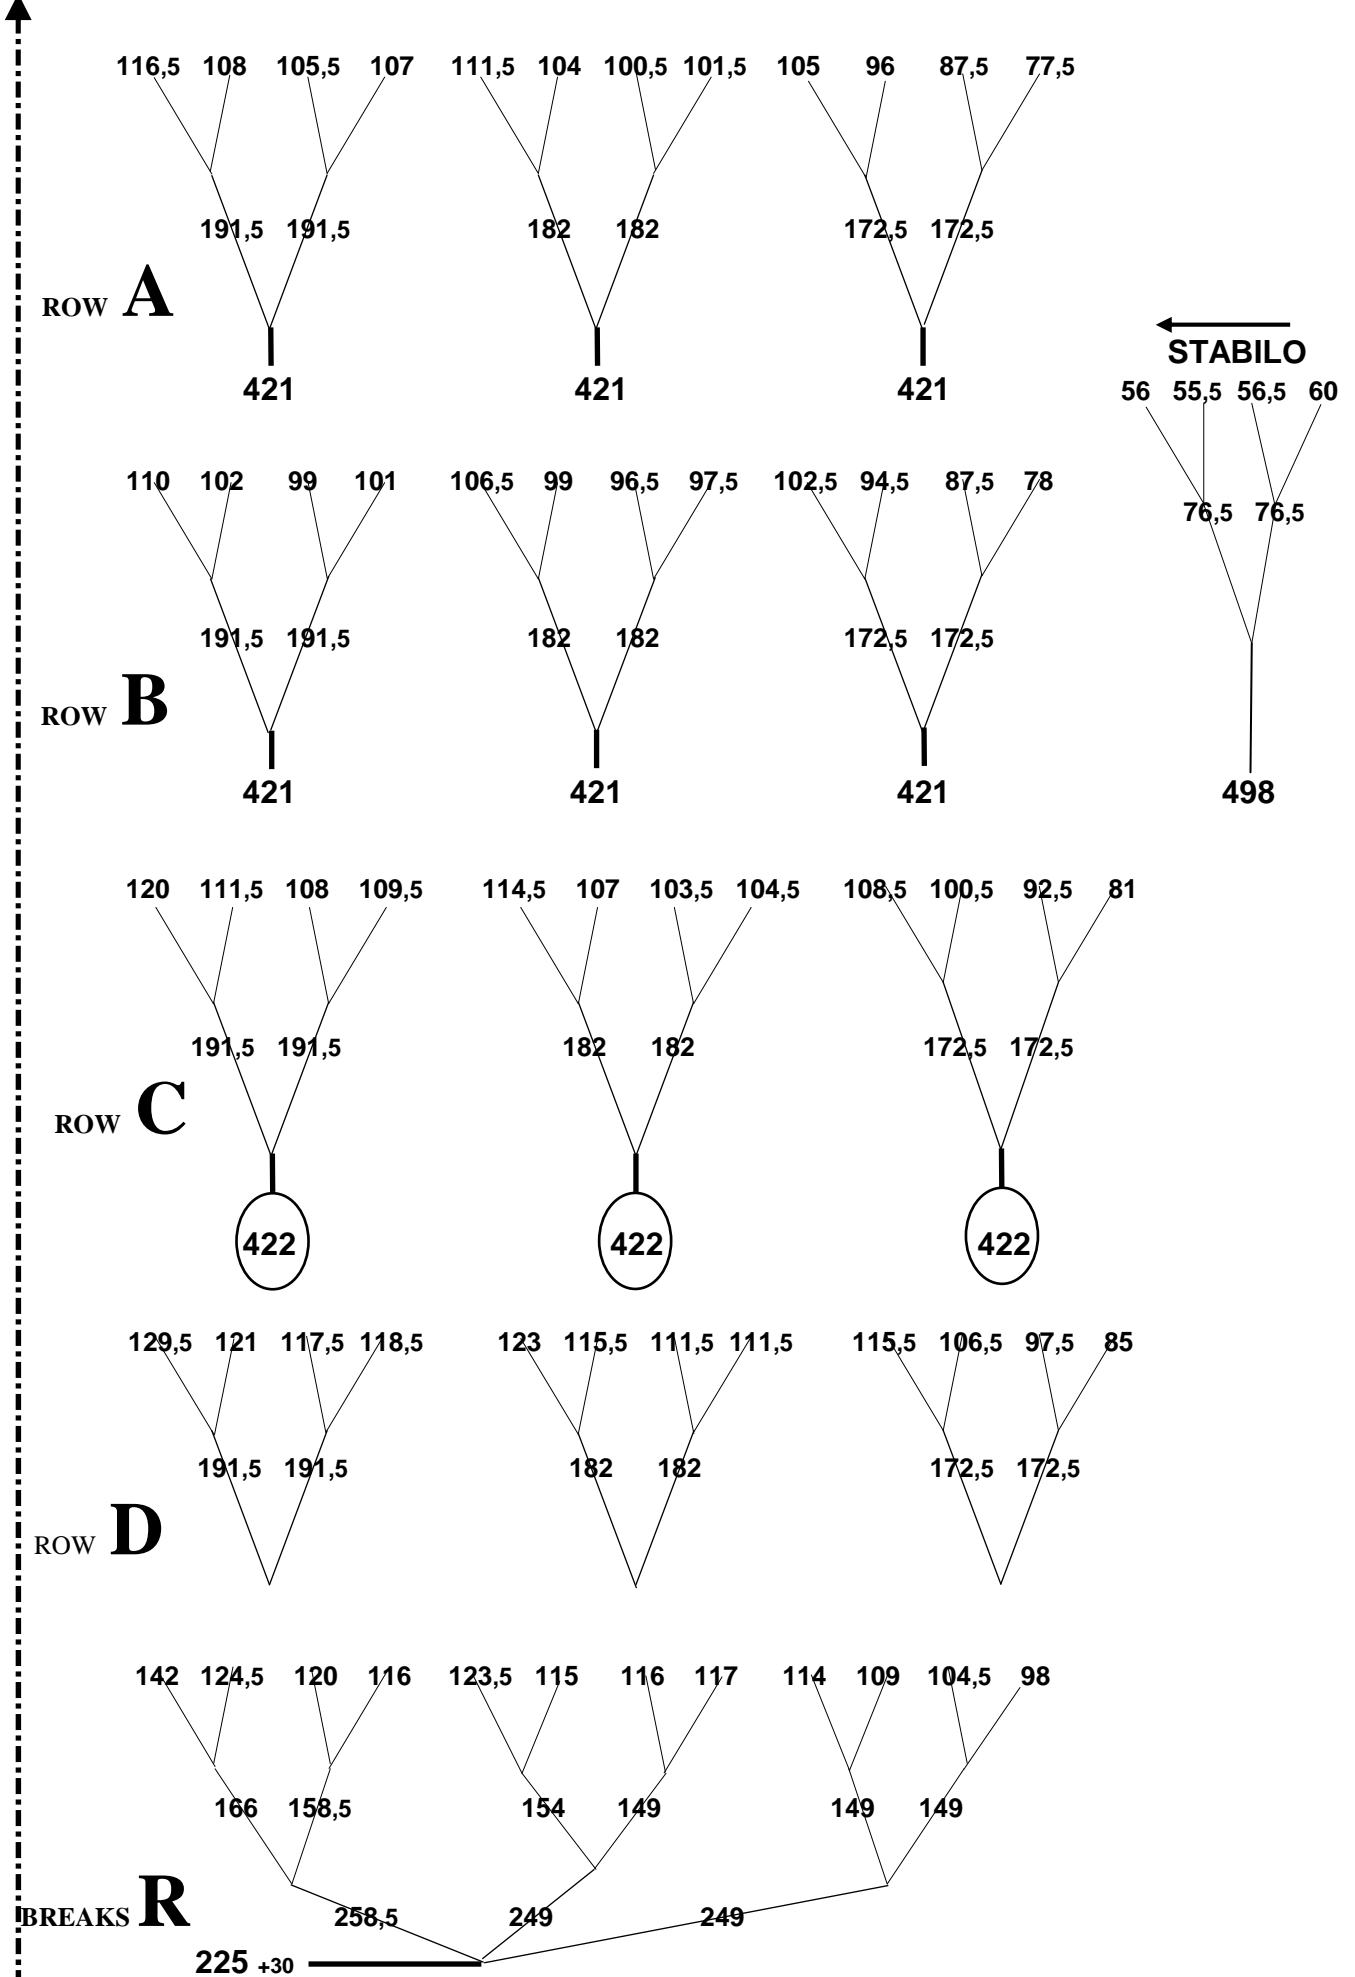 116,5 108 105,5 107 111,5 104 100,5 101,5 105 96 87,5 77,5
191,5 191,5 182 182 172,5 172,5
ROW A
421 421 421
STABILO
56 55,5 56,5 60
76,5 76,5
498
110 102 99 101 106,5 99 96,5 97,5 102,5 94,5 87,5 78
191,5 191,5 182 182 172,5 172,5
ROW B
421 421 421
120 111,5 108 109,5 114,5 107 103,5 104,5 108,5 100,5 92,5 81
191,5 191,5 182 182 172,5 172,5
ROW C
422 422 422
129,5 121 117,5 118,5 123 115,5 111,5 111,5 115,5 106,5 97,5 85
191,5 191,5 182 182 172,5 172,5
ROW D
142 124,5 120 116 123,5 115 116 117 114 109 104,5 98
166 158,5 154 149 149 149
BREAKS R
258,5 249 249
225 +30